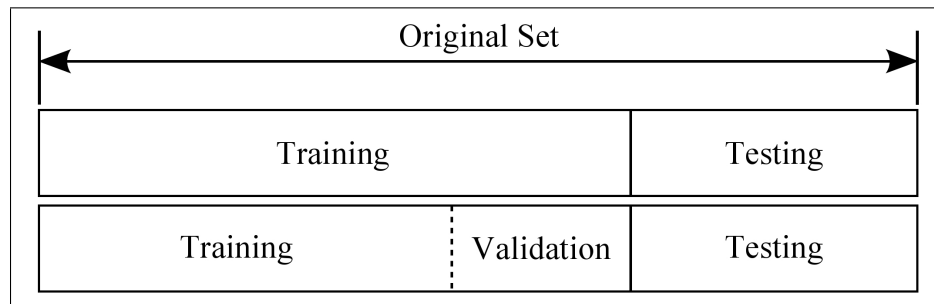 Original Set
Training Testing
Training Validation Testing